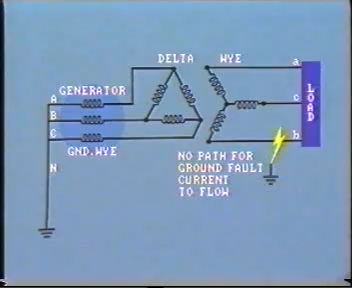 DELTA
WYE
a
GENERATOR
A
B
C
GND.WYE
N
c
b
LOAD
NO PATH FOR
GROUND FAULT
CURRENT
TO FLOW